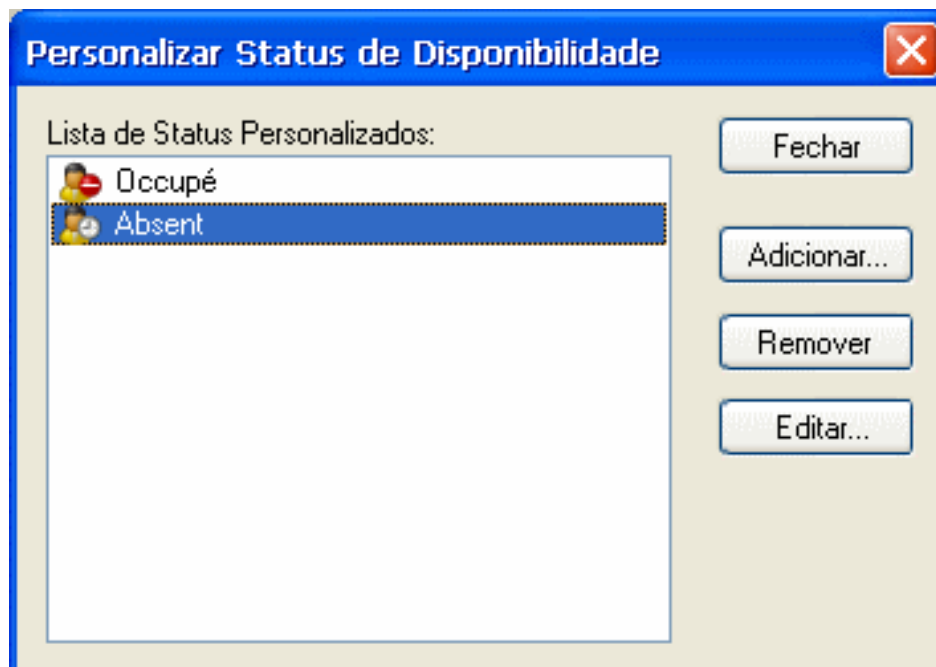 Personalizar Status de Disponibilidade
Lista de Status Personalizados:
Occupé
Absent
Fechar
Adicionar...
Remover
Editar...